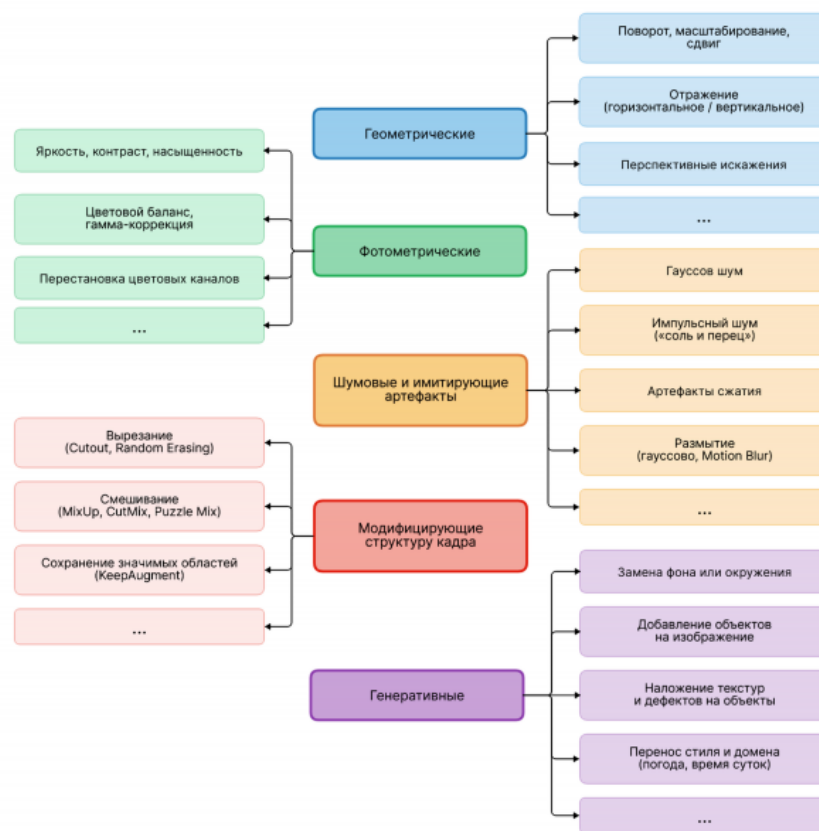 Геометрические
Поворот, масштабирование,
сдвиг
Отражение
(горизонтальное / вертикальное)
Перспективные искажения
...
Фотометрические
Яркость, контраст, насыщенность
Цветовой баланс,
гамма-коррекция
Перестановка цветовых каналов
...
Шумовые и имитирующие
артефакты
Гауссов шум
Импульсный шум
(«соль и перец»)
Артефакты сжатия
Размытие
(гауссово, Motion Blur)
...
Модифицирующие
структуру кадра
Вырезание
(Cutout, Random Erasing)
Смешивание
(MixUp, CutMix, Puzzle Mix)
Сохранение значимых областей
(KeepAugment)
...
Генеративные
Замена фона или окружения
Добавление объектов
на изображение
Наложение текстур
и дефектов на объекты
Перенос стиля и домена
(погода, время суток)
...